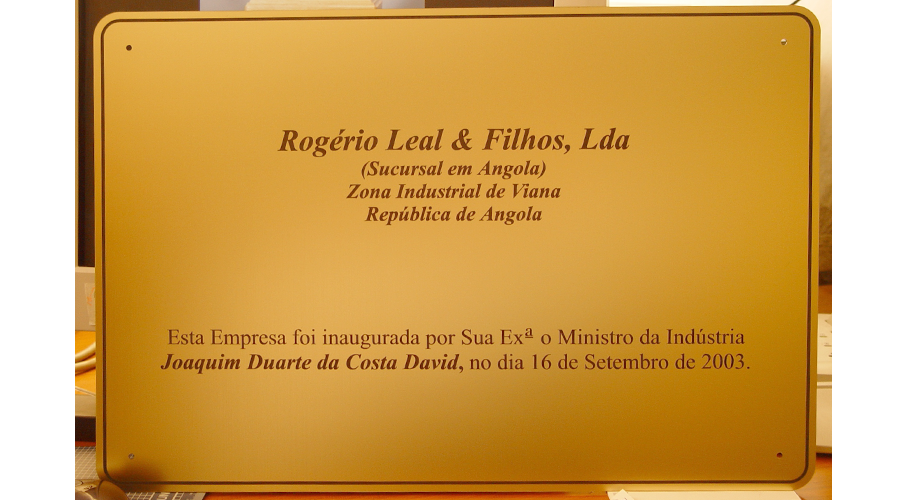 Rogério Leal & Filhos, Lda
(Sucursal em Angola)
Zona Industrial de Viana
República de Angola
Esta Empresa foi inaugurada por Sua Exª o Ministro da Indústria
Joaquim Duarte da Costa David, no dia 16 de Setembro de 2003.